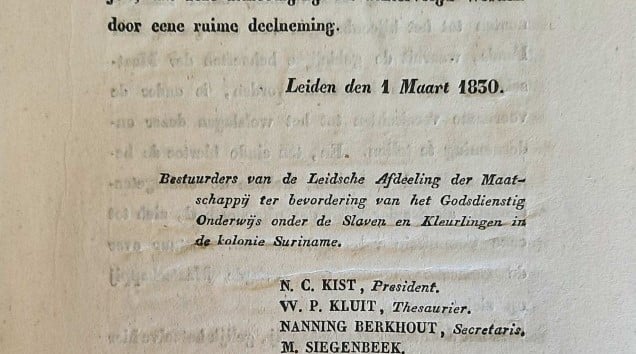 door eene ruime deelneming.
Leiden den 1 Maart 1830.
Bestuurders van de Leidsche Afdeeling der Maat-
schappij ter bevordering van het Godsdienstig
Onderwijs onder de Slaven en Kleurlingen in
de kolonie Suriname.
N. C. KIST, President.
W. P. KLUIT, Thesaurier.
NANNING BERKHOUT, Secretaris.
M. SIEGENBEEK.